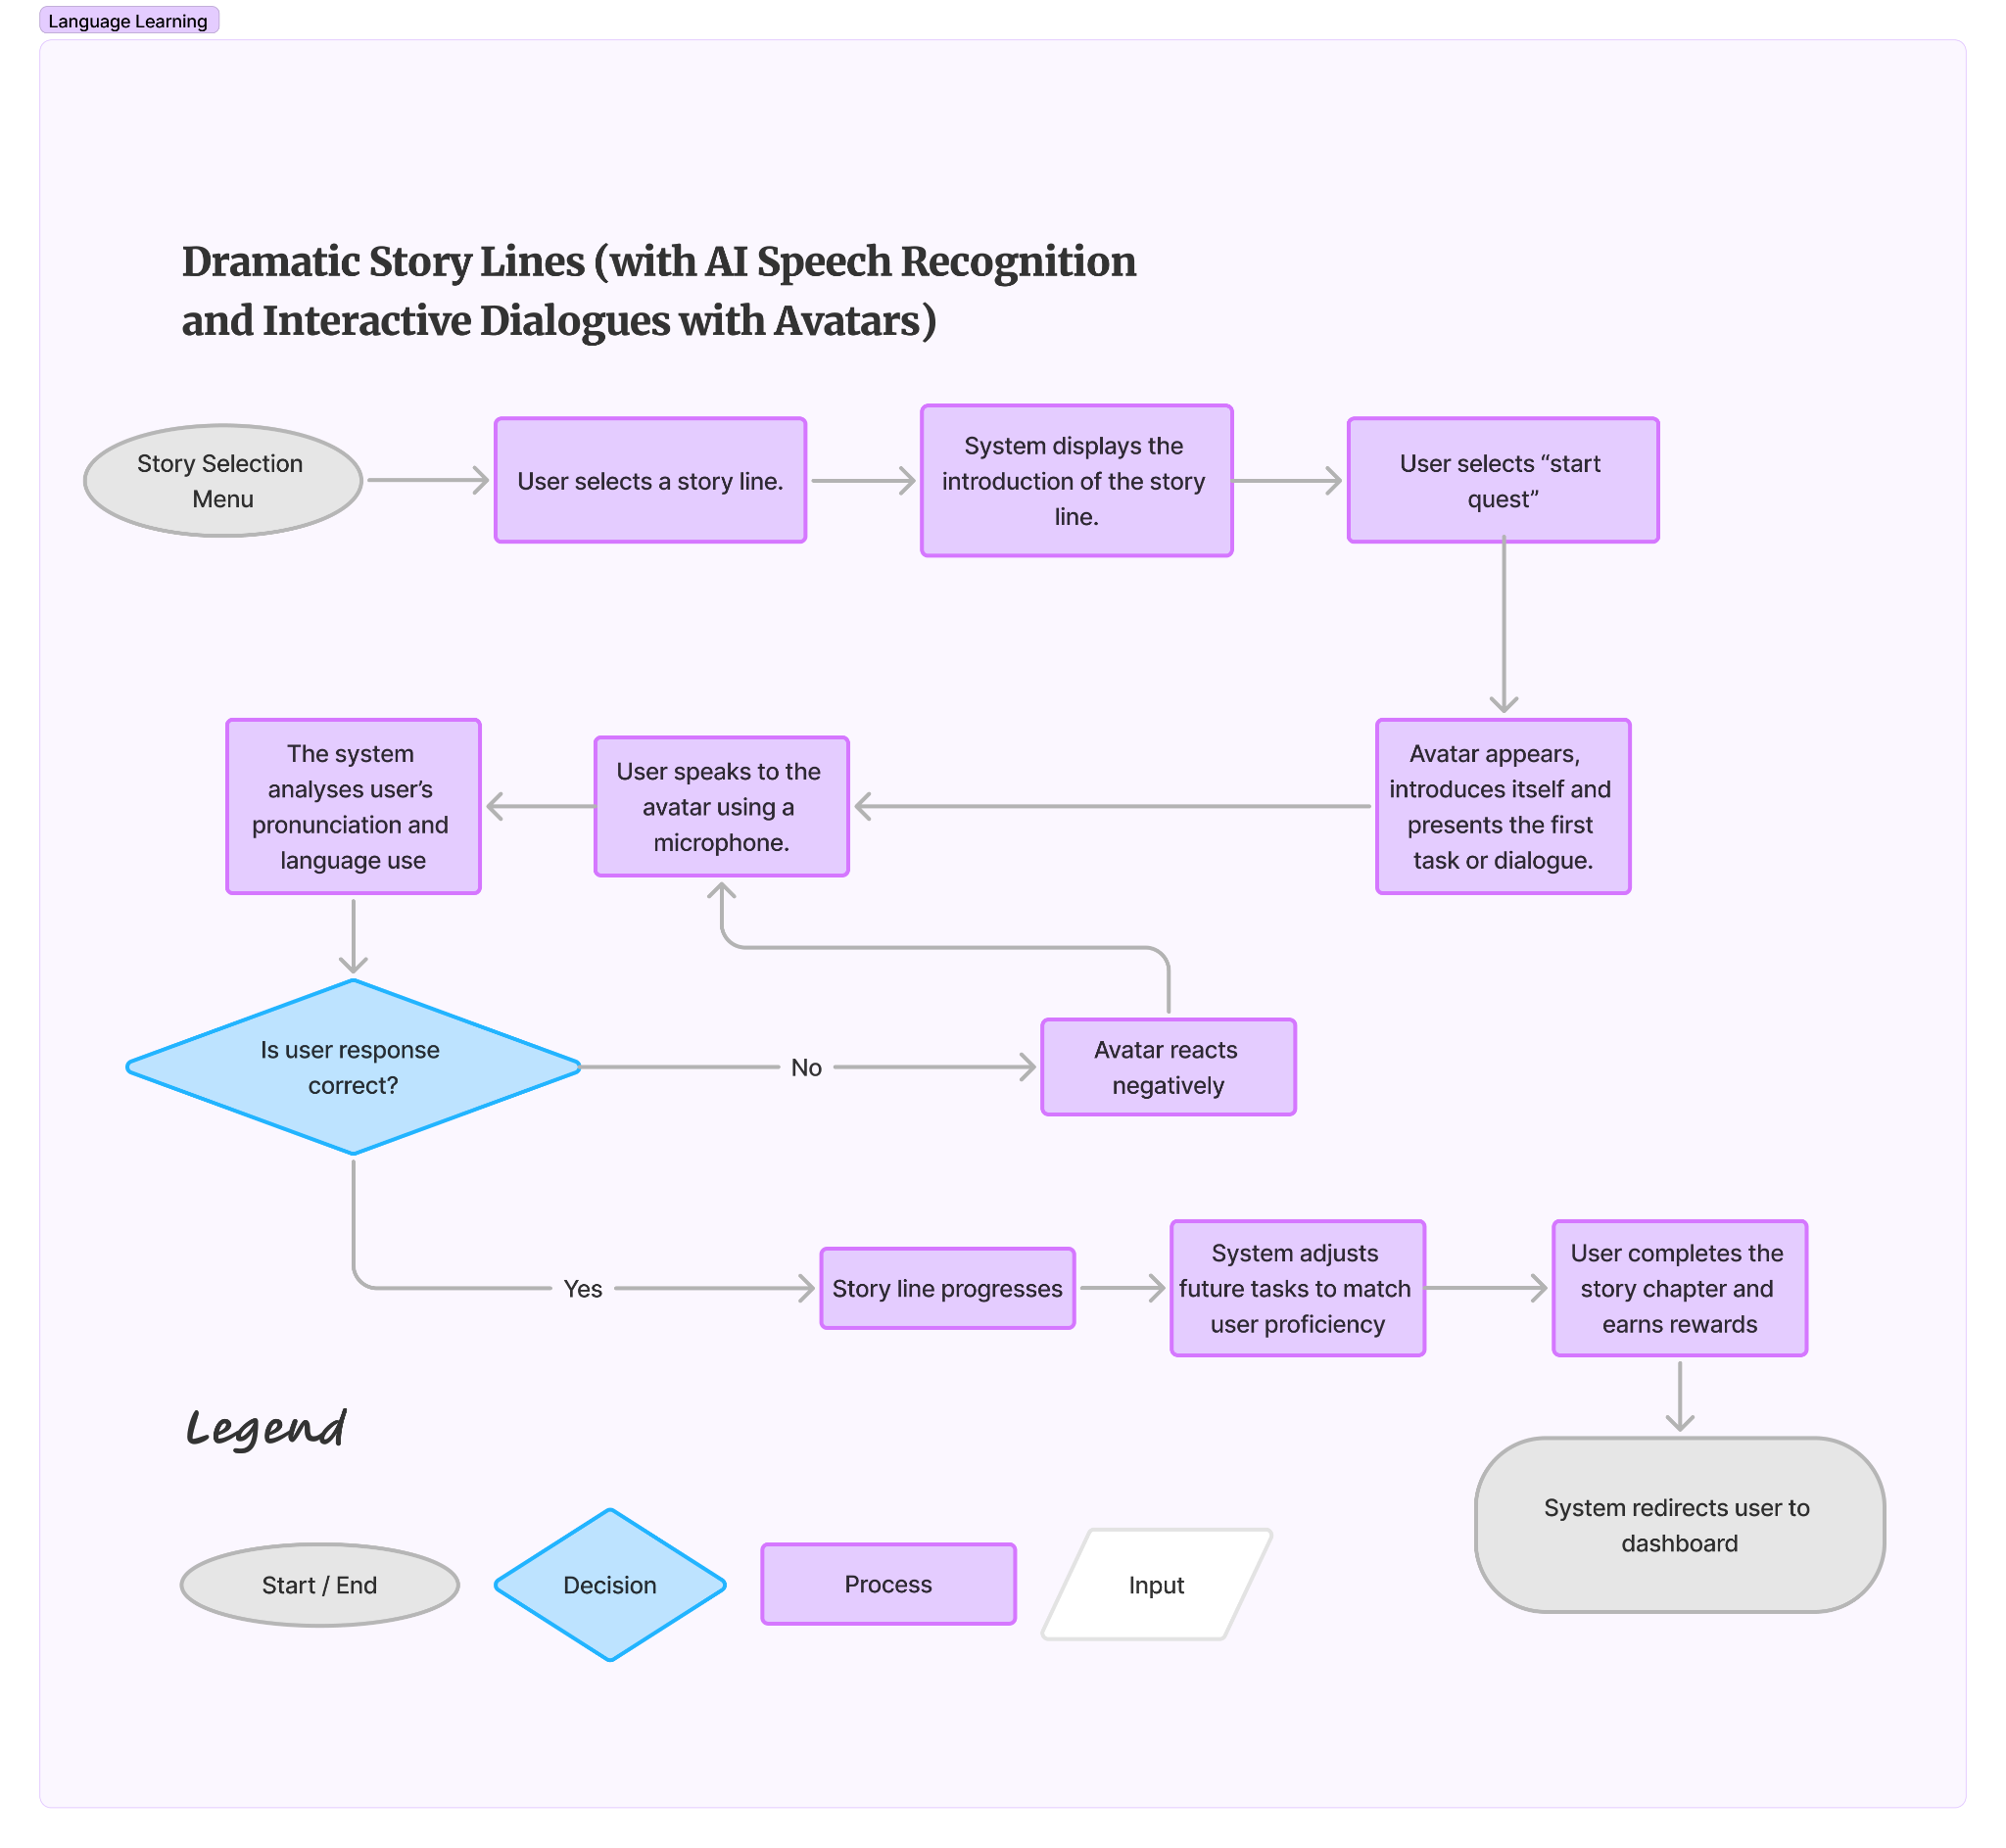 Language Learning
Dramatic Story Lines (with AI Speech Recognition
and Interactive Dialogues with Avatars)
Story Selection
Menu
User selects a story line.
System displays the
introduction of the story
line.
User selects “start
quest”
Avatar appears,
introduces itself and
presents the first
task or dialogue.
User speaks to the
avatar using a
microphone.
The system
analyses user’s
pronunciation and
language use
Is user response
correct?
No
Avatar reacts
negatively
Yes
Story line progresses
System adjusts
future tasks to match
user proficiency
User completes the
story chapter and
earns rewards
System redirects user to
dashboard
Legend
Start / End
Decision
Process
Input